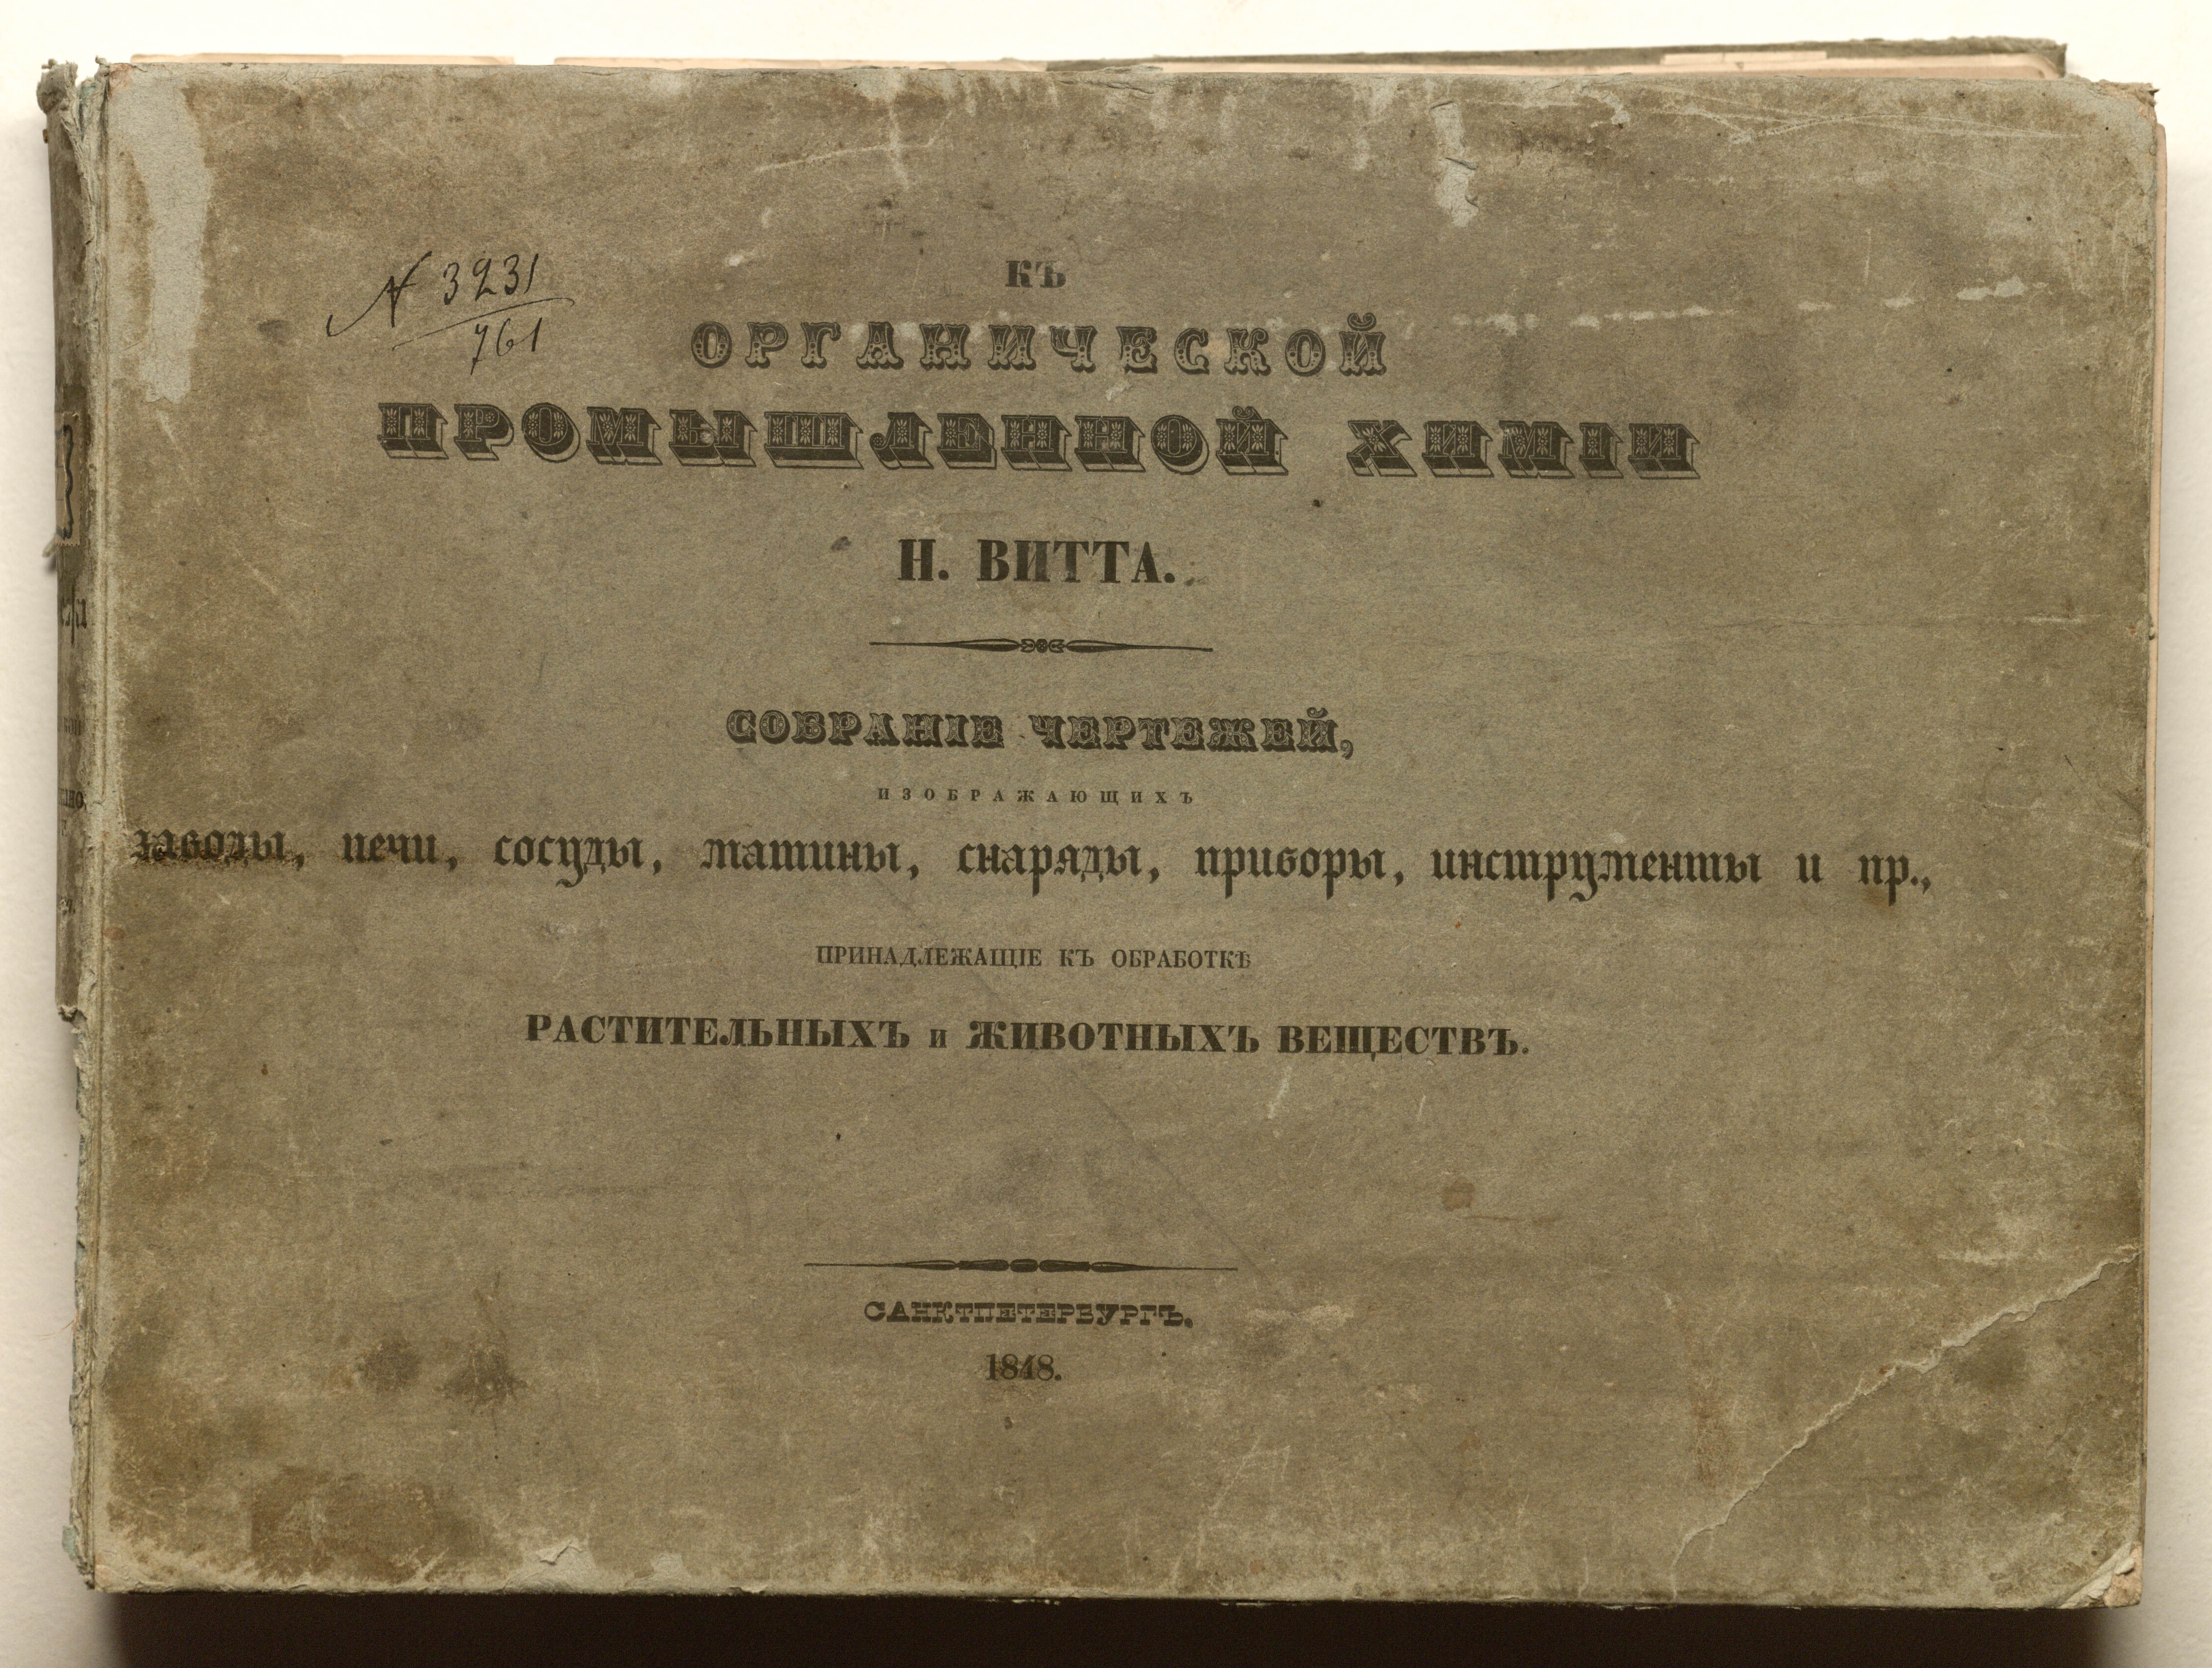 N 3231
761
КЪ
ОРГАНИЧЕСКОЙ
ПРОМЫШЛЕННОЙ ХИМІИ
Н. ВИТТА.
СОБРАНІЕ ЧЕРТЕЖЕЙ,
ИЗОБРАЖАЮЩИХЪ
заводы, печи, сосуды, машины, снаряды, приборы, инструменты и пр.,
ПРИНАДЛЕЖАЩІЕ КЪ ОБРАБОТКѢ
РАСТИТЕЛЬНЫХЪ и ЖИВОТНЫХЪ ВЕЩЕСТВЪ.
САНКТПЕТЕРБУРГЪ.
1848.